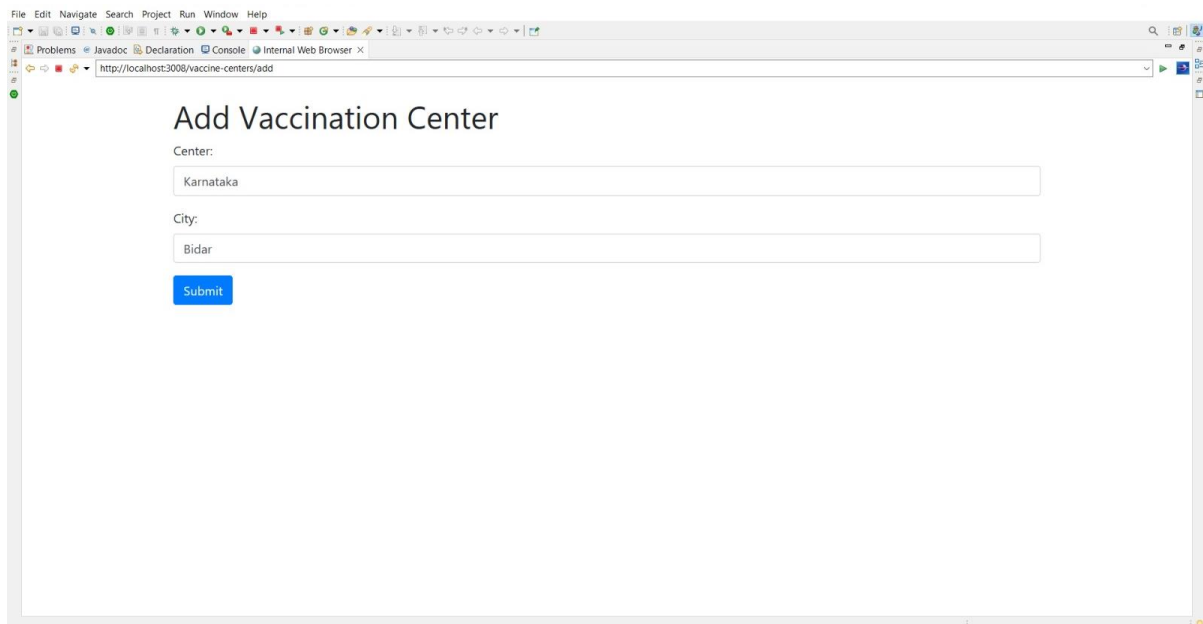 File Edit Navigate Search Project Run Window Help
Problems Javadoc Declaration Console Internal Web Browser
http://localhost:3008/vaccine-centers/add
Add Vaccination Center
Center:
Karnataka
City:
Bidar
Submit